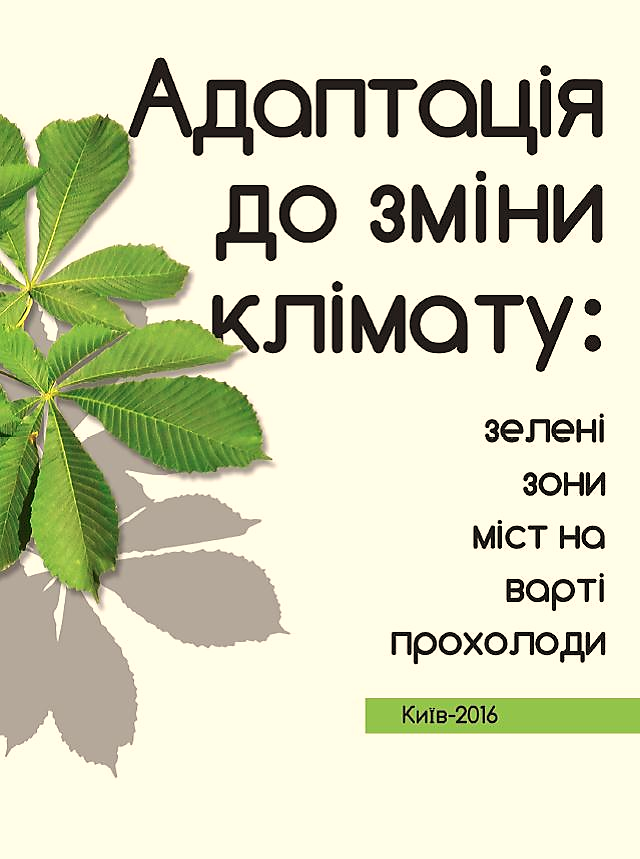 Адаптація
до зміни
клімату:
зелені
зони
міст на
варті
прохолоди
Київ-2016